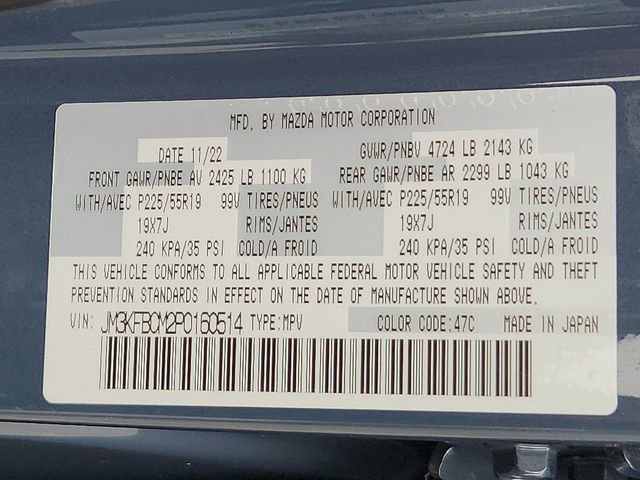 MFD. BY MAZDA MOTOR CORPORATION
DATE 11/22 GVWR/PNBV 4724 LB 2143 KG
FRONT GAWR/PNBE AV 2425 LB 1100 KG REAR GAWR/PNBE AR 2299 LB 1043 KG
WITH/AVEC P225/55R19 99V TIRES/PNEUS WITH/AVEC P225/55R19 99V TIRES/PNEUS
19X7J RIMS/JANTES 19X7J RIMS/JANTES
240 KPA/35 PSI COLD/A FROID 240 KPA/35 PSI COLD/A FROID
THIS VEHICLE CONFORMS TO ALL APPLICABLE FEDERAL MOTOR VEHICLE SAFETY AND THEFT
PREVENTION STANDARDS IN EFFECT ON THE DATE OF MANUFACTURE SHOWN ABOVE.
VIN: JM3KFBCM2P0160514 TYPE:MPV COLOR CODE:47C MADE IN JAPAN